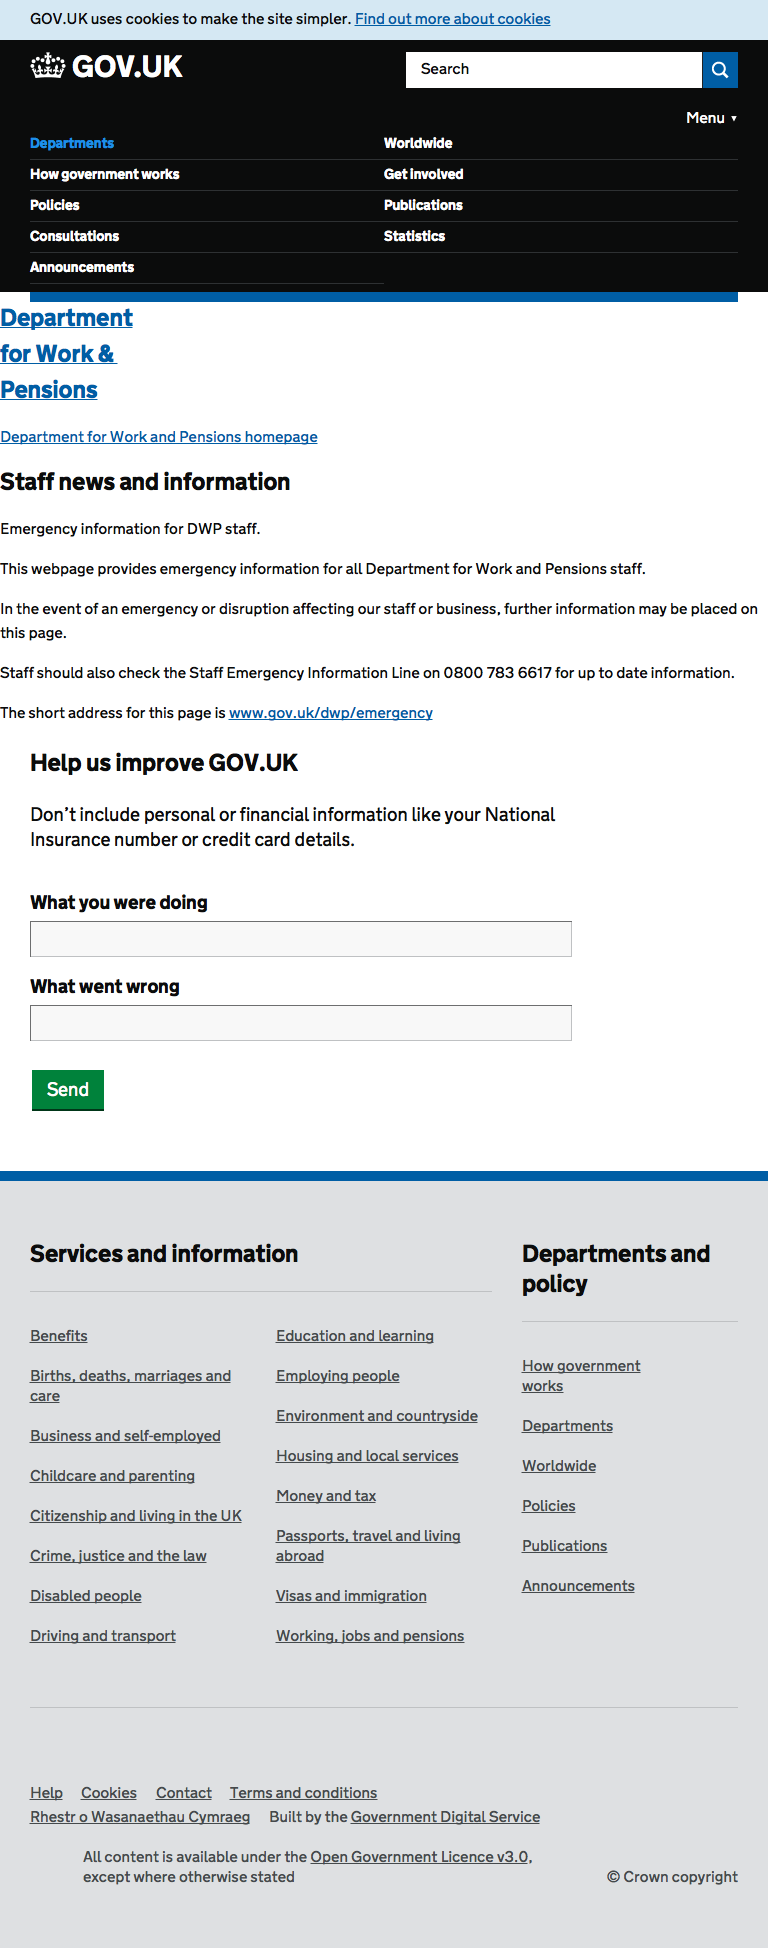 GOV.UK uses cookies to make the site simpler. Find out more about cookies
GOV.UK
Search
Menu ▼
Departments
Worldwide
How government works
Get involved
Policies
Publications
Consultations
Statistics
Announcements
Department
for Work &
Pensions
Department for Work and Pensions homepage
Staff news and information
Emergency information for DWP staff.
This webpage provides emergency information for all Department for Work and Pensions staff.
In the event of an emergency or disruption affecting our staff or business, further information may be placed on
this page.
Staff should also check the Staff Emergency Information Line on 0800 783 6617 for up to date information.
The short address for this page is www.gov.uk/dwp/emergency
Help us improve GOV.UK
Don’t include personal or financial information like your National
Insurance number or credit card details.
What you were doing
What went wrong
Send
Services and information
Benefits
Births, deaths, marriages and
care
Business and self-employed
Childcare and parenting
Citizenship and living in the UK
Crime, justice and the law
Disabled people
Driving and transport
Education and learning
Employing people
Environment and countryside
Housing and local services
Money and tax
Passports, travel and living
abroad
Visas and immigration
Working, jobs and pensions
Departments and
policy
How government
works
Departments
Worldwide
Policies
Publications
Announcements
Help Cookies Contact Terms and conditions
Rhestr o Wasanaethau Cymraeg Built by the Government Digital Service
All content is available under the Open Government Licence v3.0,
except where otherwise stated
© Crown copyright